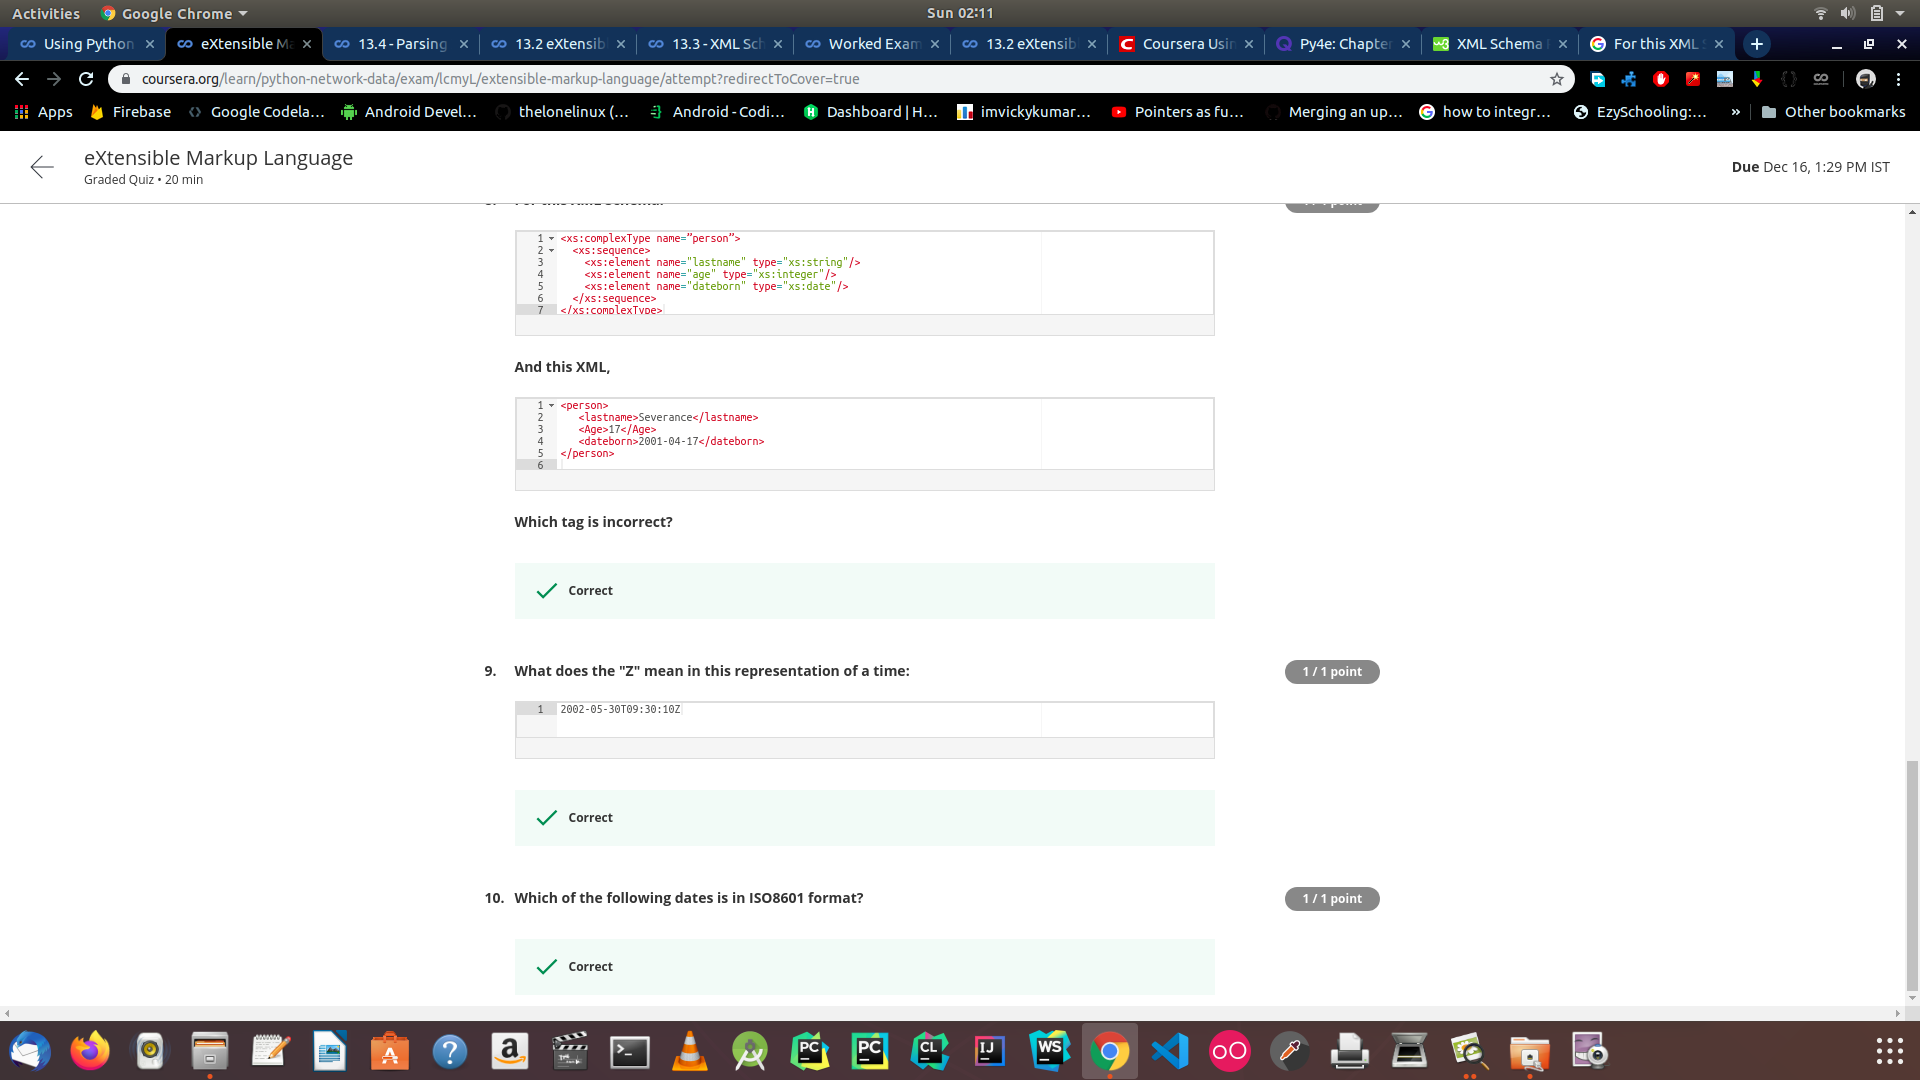 Activities Google Chrome Sun 02:11
Using Python eXtensible Ma 13.4 - Parsing 13.2 eXtensib 13.3 - XML Sch Worked Exam 13.2 eXtensib Coursera Usin Py4e: Chapter XML Schema For this XML S
coursera.org/learn/python-network-data/exam/lcmyL/extensible-markup-language/attempt?redirectToCover=true
Apps Firebase Google Codela... Android Devel... thelonelinux (... Android - Codi... Dashboard | H... imvickykumar... Pointers as fu... Merging an up... how to integr... EzySchooling:... » Other bookmarks
eXtensible Markup Language
Graded Quiz • 20 min
Due Dec 16, 1:29 PM IST
1 <xs:complexType name=”person”>
2 <xs:sequence>
3 <xs:element name="lastname" type="xs:string"/>
4 <xs:element name="age" type="xs:integer"/>
5 <xs:element name="dateborn" type="xs:date"/>
6 </xs:sequence>
7 </xs:complexType>
And this XML,
1 <person>
2 <lastname>Severance</lastname>
3 <Age>17</Age>
4 <dateborn>2001-04-17</dateborn>
5 </person>
6
Which tag is incorrect?
Correct
9. What does the "Z" mean in this representation of a time: 1 / 1 point
1 2002-05-30T09:30:10Z
Correct
10. Which of the following dates is in ISO8601 format? 1 / 1 point
Correct